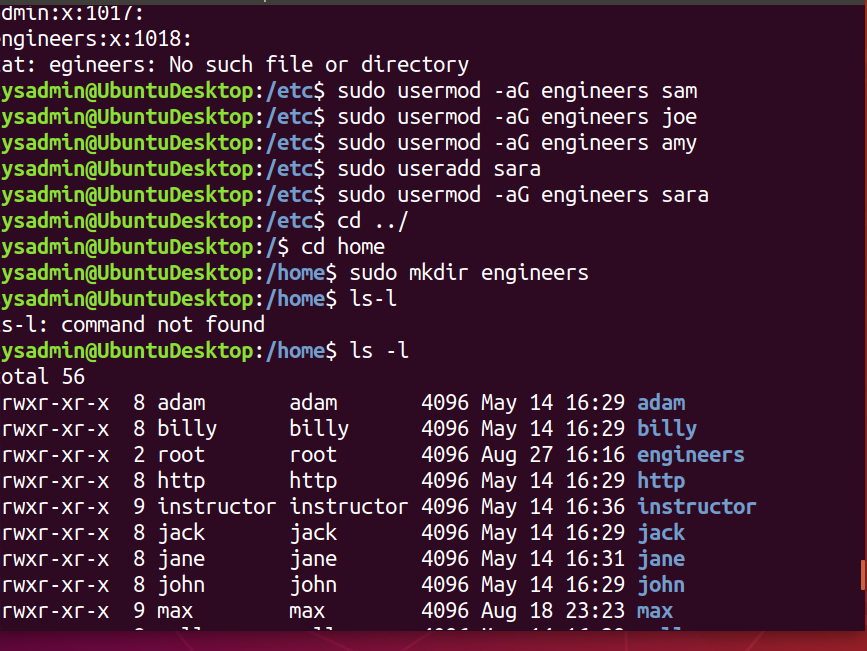 dmin:x:1017:
ngineers:x:1018:
at: egineers: No such file or directory
ysadmin@UbuntuDesktop:/etc$ sudo usermod -aG engineers sam
ysadmin@UbuntuDesktop:/etc$ sudo usermod -aG engineers joe
ysadmin@UbuntuDesktop:/etc$ sudo usermod -aG engineers amy
ysadmin@UbuntuDesktop:/etc$ sudo useradd sara
ysadmin@UbuntuDesktop:/etc$ sudo usermod -aG engineers sara
ysadmin@UbuntuDesktop:/etc$ cd ../
ysadmin@UbuntuDesktop:/$ cd home
ysadmin@UbuntuDesktop:/home$ sudo mkdir engineers
ysadmin@UbuntuDesktop:/home$ ls-l
s-l: command not found
ysadmin@UbuntuDesktop:/home$ ls -l
otal 56
rwxr-xr-x  8 adam       adam       4096 May 14 16:29 adam
rwxr-xr-x  8 billy      billy      4096 May 14 16:29 billy
rwxr-xr-x  2 root       root       4096 Aug 27 16:16 engineers
rwxr-xr-x  8 http       http       4096 May 14 16:29 http
rwxr-xr-x  9 instructor instructor 4096 May 14 16:36 instructor
rwxr-xr-x  8 jack       jack       4096 May 14 16:29 jack
rwxr-xr-x  8 jane       jane       4096 May 14 16:31 jane
rwxr-xr-x  8 john       john       4096 May 14 16:29 john
rwxr-xr-x  9 max        max        4096 Aug 18 23:23 max